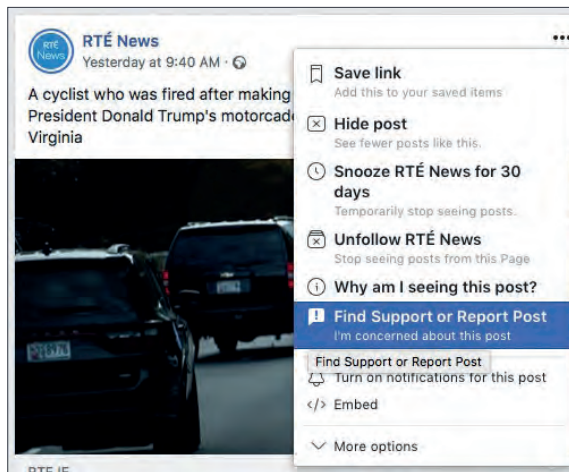 RTÉ News
RTÉ
News
Yesterday at 9:40 AM ·
A cyclist who was fired after making
President Donald Trump's motorcade
Virginia
Save link
Add this to your saved items
Hide post
See fewer posts like this.
Snooze RTÉ News for 30
days
Temporarily stop seeing posts.
Unfollow RTÉ News
Stop seeing posts from this Page
Why am I seeing this post?
Find Support or Report Post
I'm concerned about this post
Find Support or Report Post
Turn on notifications for this post
</> Embed
More options
RTE.IE